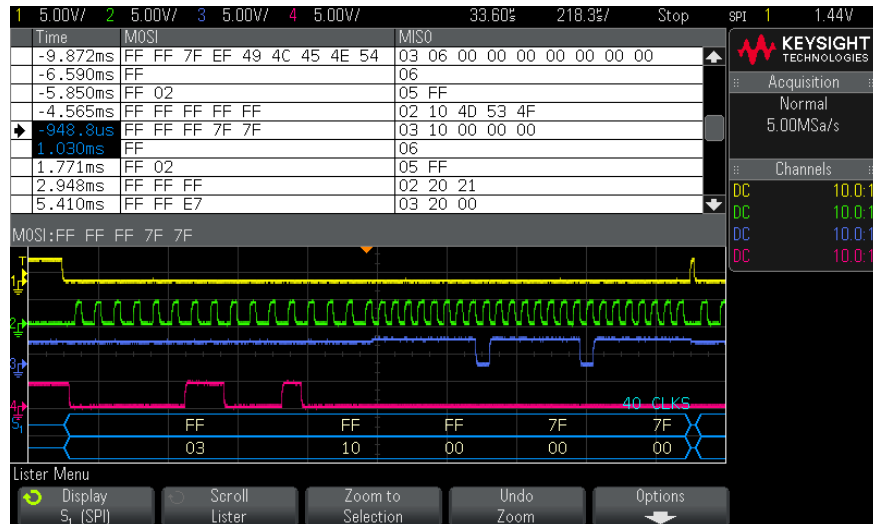 1 5.00V/ 2 5.00V/ 3 5.00V/ 4 5.00V/ 33.60% 218.3%/ Stop SPI 1 1.44V
Time MOSI MISO
-9.872ms FF FF 7F EF 49 4C 45 4E 54 03 06 00 00 00 00 00 00 00
-6.590ms FF 06
-5.850ms FF 02 05 FF
-4.565ms FF FF FF FF FF 02 10 4D 53 4F
-948.8us FF FF FF 7F 7F 03 10 00 00 00
1.030ms FF 06
1.771ms FF 02 05 FF
2.948ms FF FF FF 02 20 21
5.410ms FF FF E7 03 20 00
KEYSIGHT
TECHNOLOGIES
Acquisition
Normal
5.00MSa/s
Channels
DC 10.0:1
DC 10.0:1
DC 10.0:1
DC 10.0:1
MOSI:FF FF FF 7F 7F
T
1
2
3
4
40 CLKS
S1
FF FF FF 7F 7F
03 10 00 00 00
Lister Menu
Display
S1 (SPI)
Scroll
Lister
Zoom to
Selection
Undo
Zoom
Options